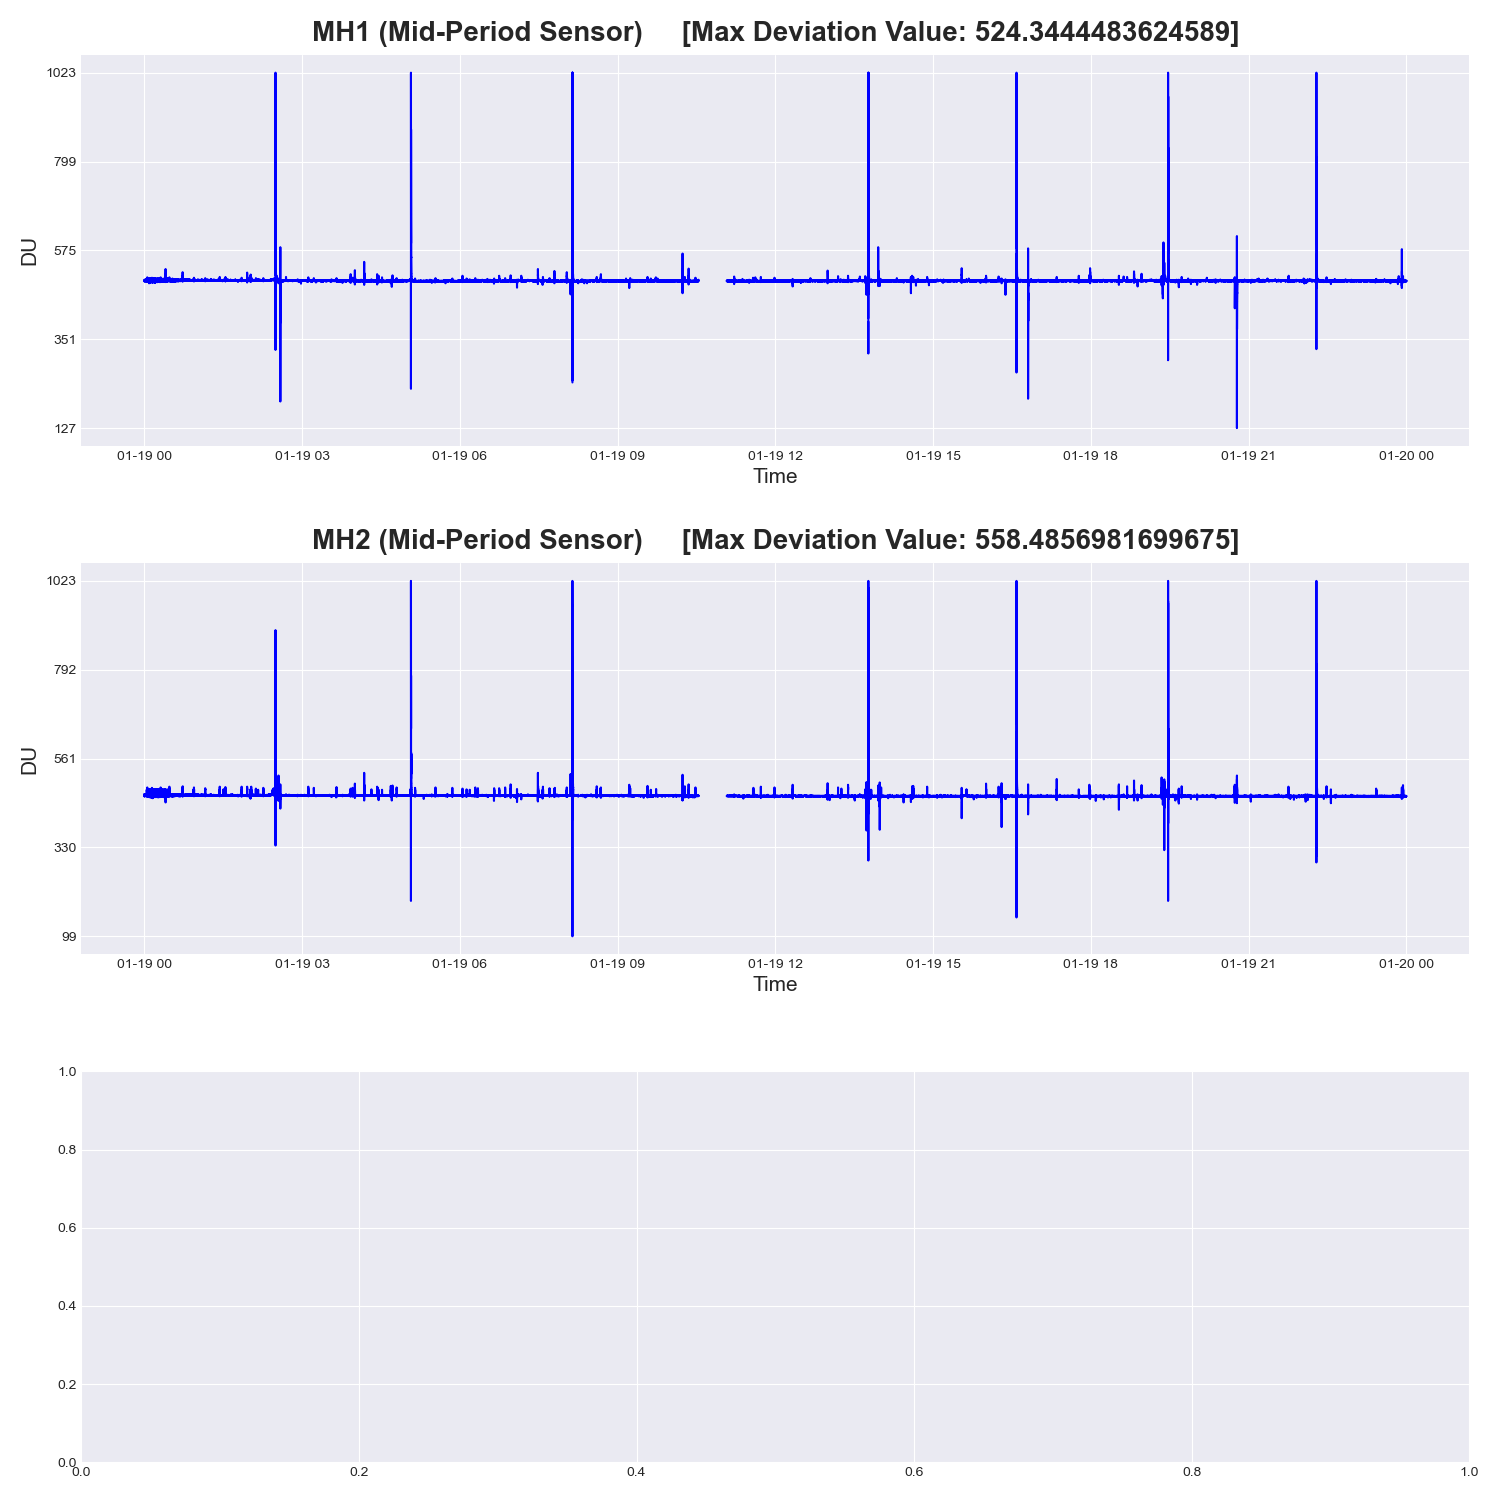 MH1 (Mid-Period Sensor) [Max Deviation Value: 524.3444483624589]
1023
799
575
351
127
DU
01-19 00 01-19 03 01-19 06 01-19 09 01-19 12 01-19 15 01-19 18 01-19 21 01-20 00
Time
MH2 (Mid-Period Sensor) [Max Deviation Value: 558.4856981699675]
1023
792
561
330
99
DU
01-19 00 01-19 03 01-19 06 01-19 09 01-19 12 01-19 15 01-19 18 01-19 21 01-20 00
Time
1.0
0.8
0.6
0.4
0.2
0.0
0.0 0.2 0.4 0.6 0.8 1.0